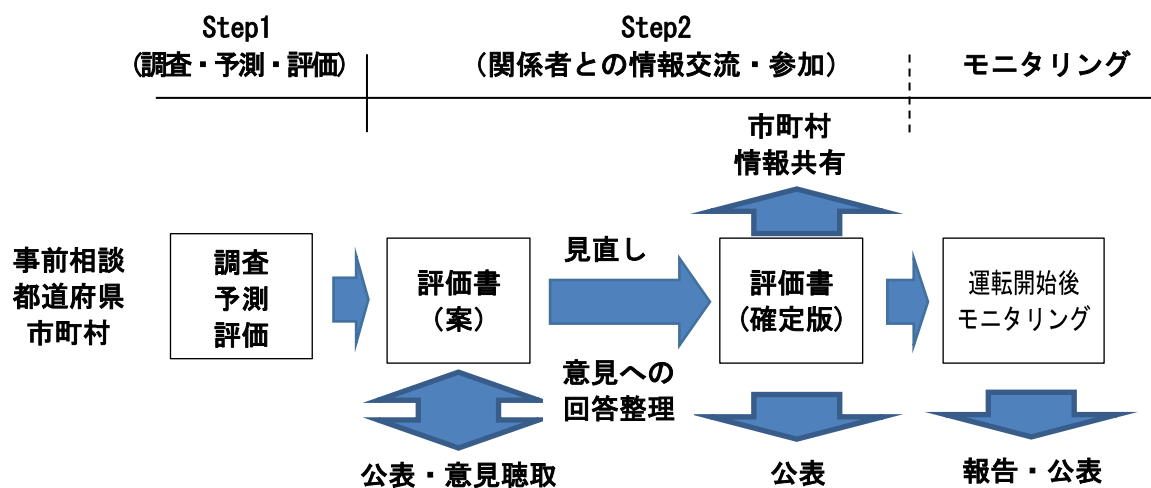 Step1
(調査・予測・評価)
Step2
(関係者との情報交流・参加)
モニタリング
市町村
情報共有
事前相談
都道府県
市町村
調査
予測
評価
評価書
(案)
見直し
意見への
回答整理
評価書
(確定版)
運転開始後
モニタリング
公表・意見聴取
公表
報告・公表